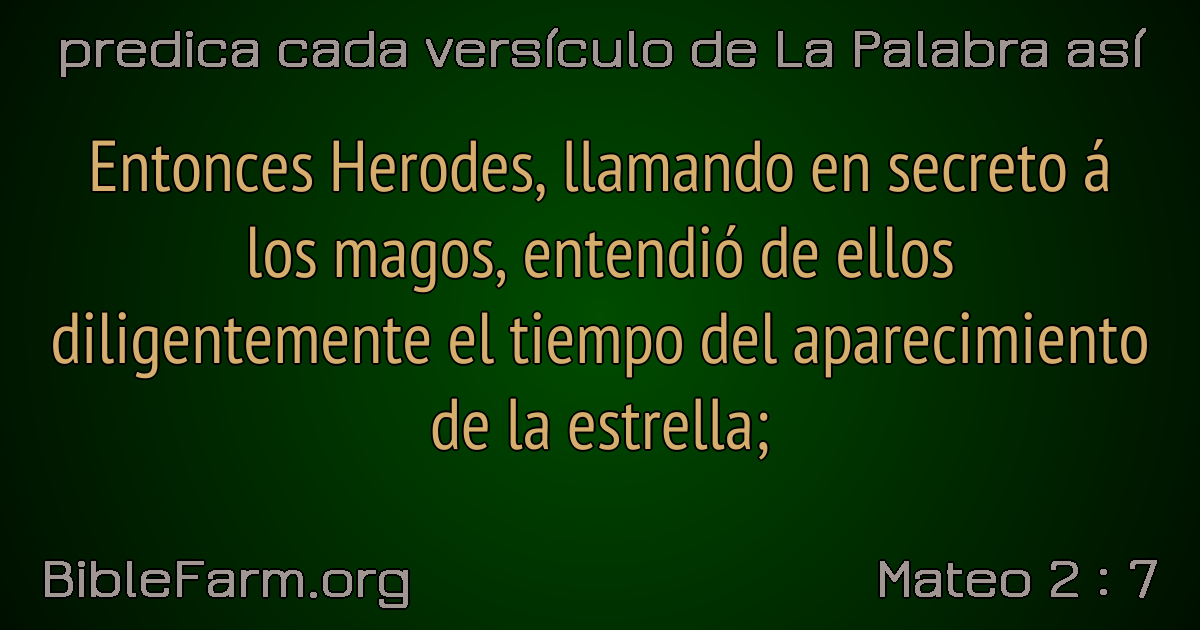 predica cada versículo de La Palabra así
Entonces Herodes, llamando en secreto á
los magos, entendió de ellos
diligentemente el tiempo del aparecimiento
de la estrella;
BibleFarm.org
Mateo 2 : 7